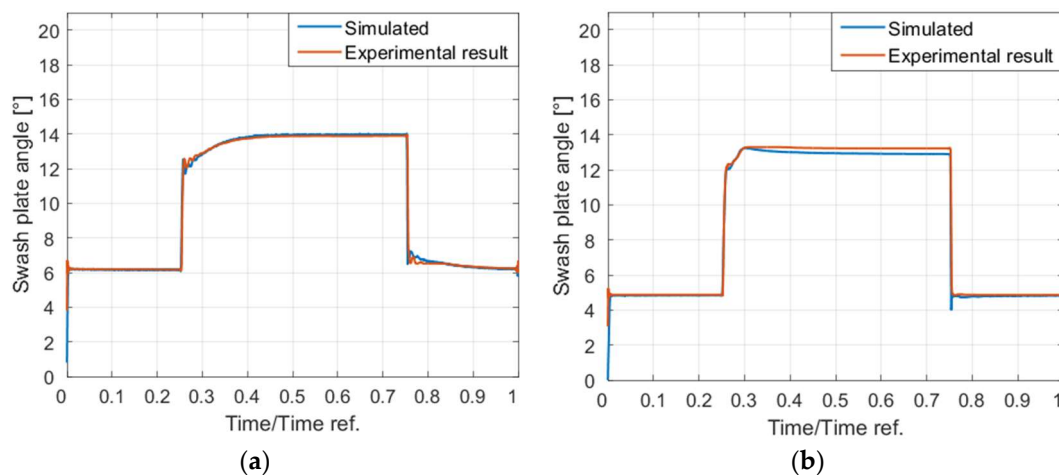 Swash plate angle [°]
20
18
16
14
12
10
8
6
4
2
0
Simulated
Experimental result
0 0.1 0.2 0.3 0.4 0.5 0.6 0.7 0.8 0.9 1
Time/Time ref.
(a)
Swash plate angle [°]
20
18
16
14
12
10
8
6
4
2
0
Simulated
Experimental result
0 0.1 0.2 0.3 0.4 0.5 0.6 0.7 0.8 0.9 1
Time/Time ref.
(b)